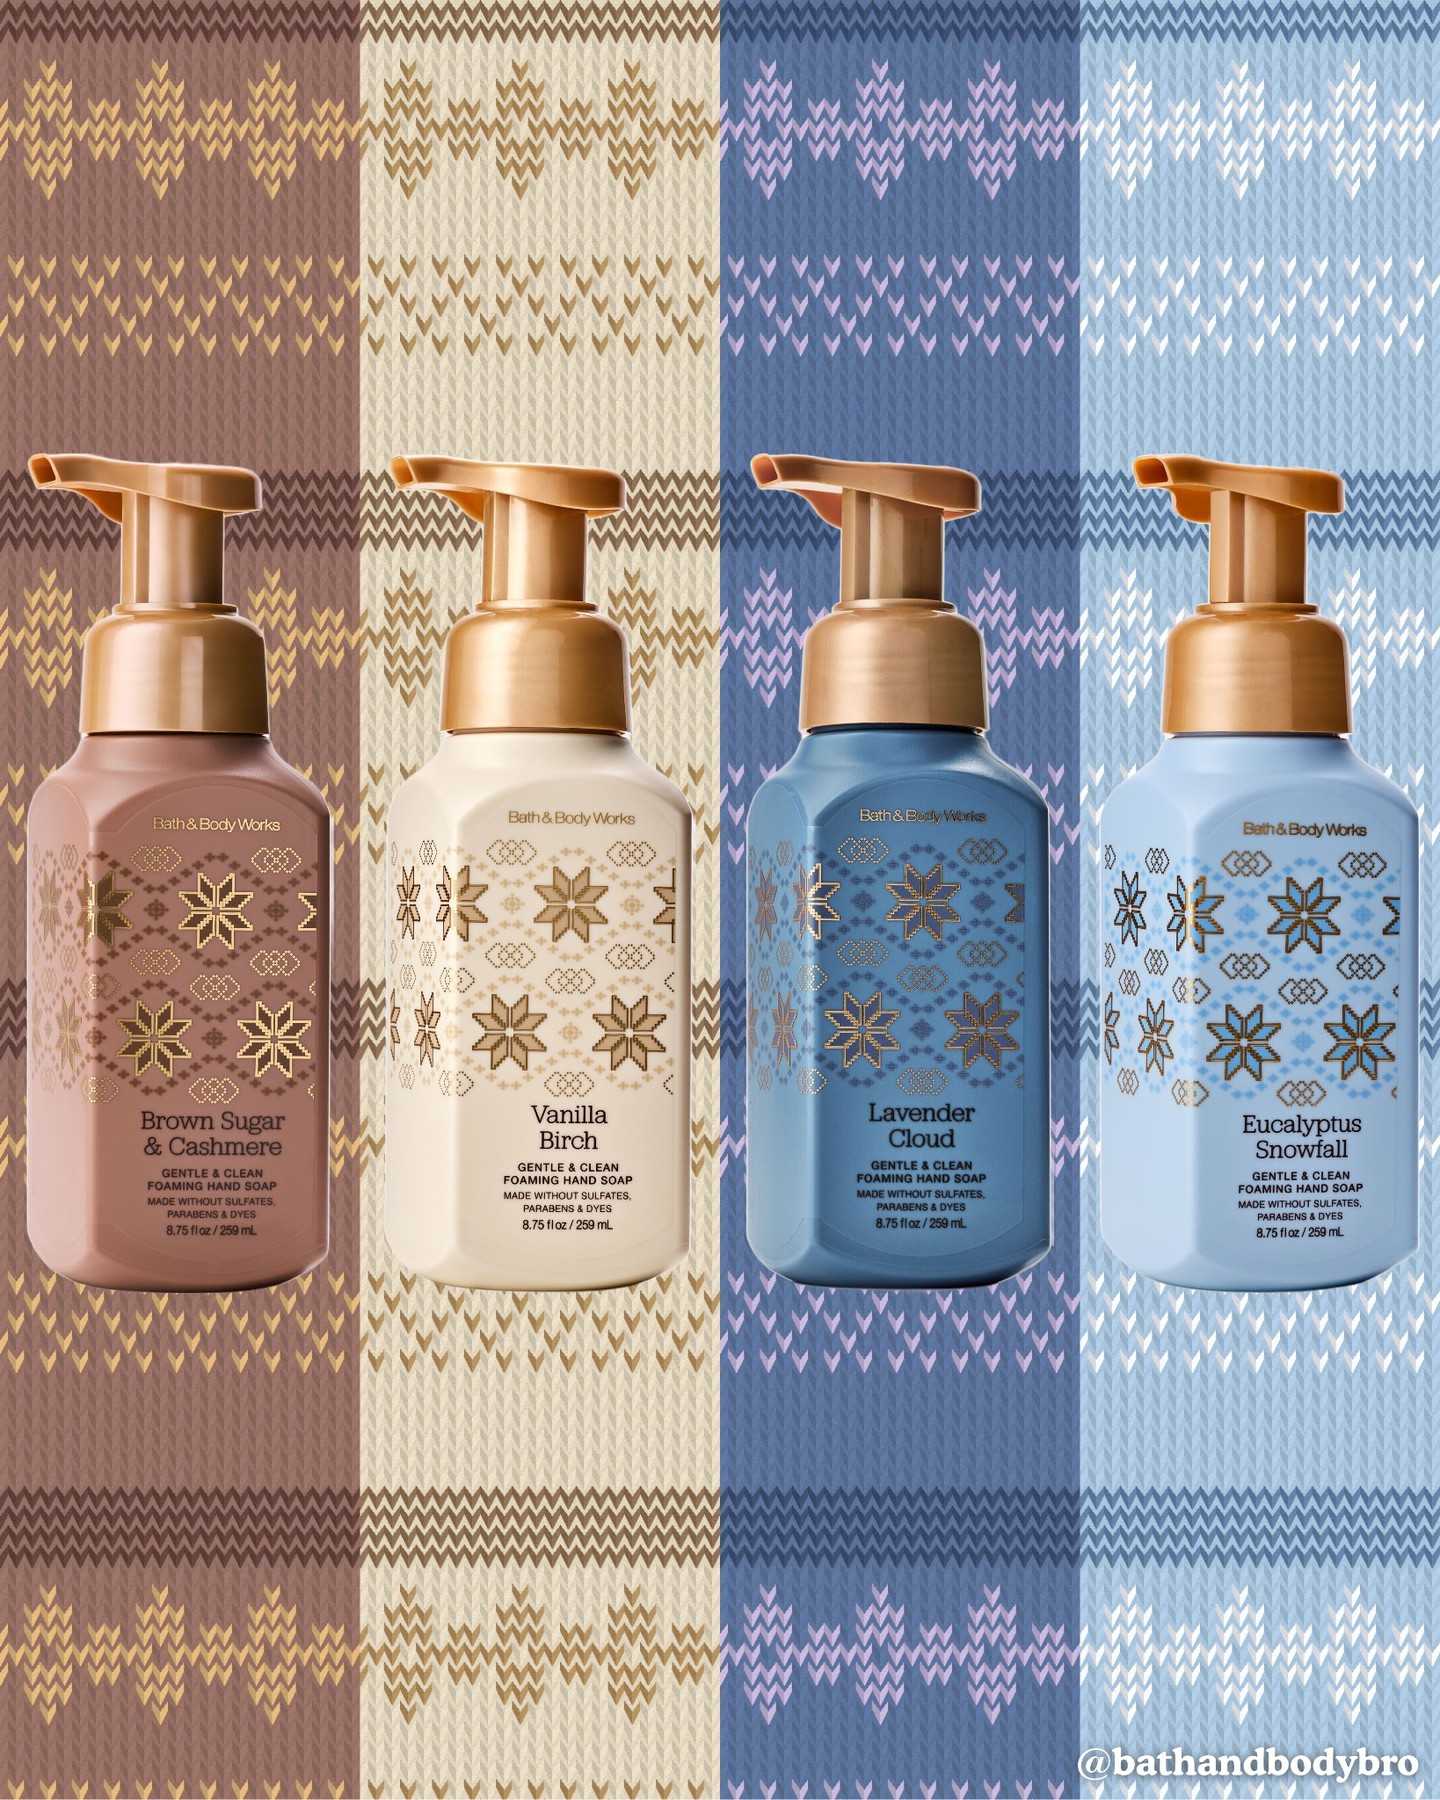 Bath & Body Works
Brown Sugar
& Cashmere
GENTLE & CLEAN
FOAMING HAND SOAP
MADE WITHOUT SULFATES,
PARABENS & DYES
8.75 fl oz / 259 mL
Bath & Body Works
Vanilla
Birch
GENTLE & CLEAN
FOAMING HAND SOAP
MADE WITHOUT SULFATES,
PARABENS & DYES
8.75 fl oz / 259 mL
Bath & Body Works
Lavender
Cloud
GENTLE & CLEAN
FOAMING HAND SOAP
MADE WITHOUT SULFATES,
PARABENS & DYES
8.75 fl oz / 259 mL
Bath & Body Works
Eucalyptus
Snowfall
GENTLE & CLEAN
FOAMING HAND SOAP
MADE WITHOUT SULFATES,
PARABENS & DYES
8.75 fl oz / 259 mL
@bathandbodybro